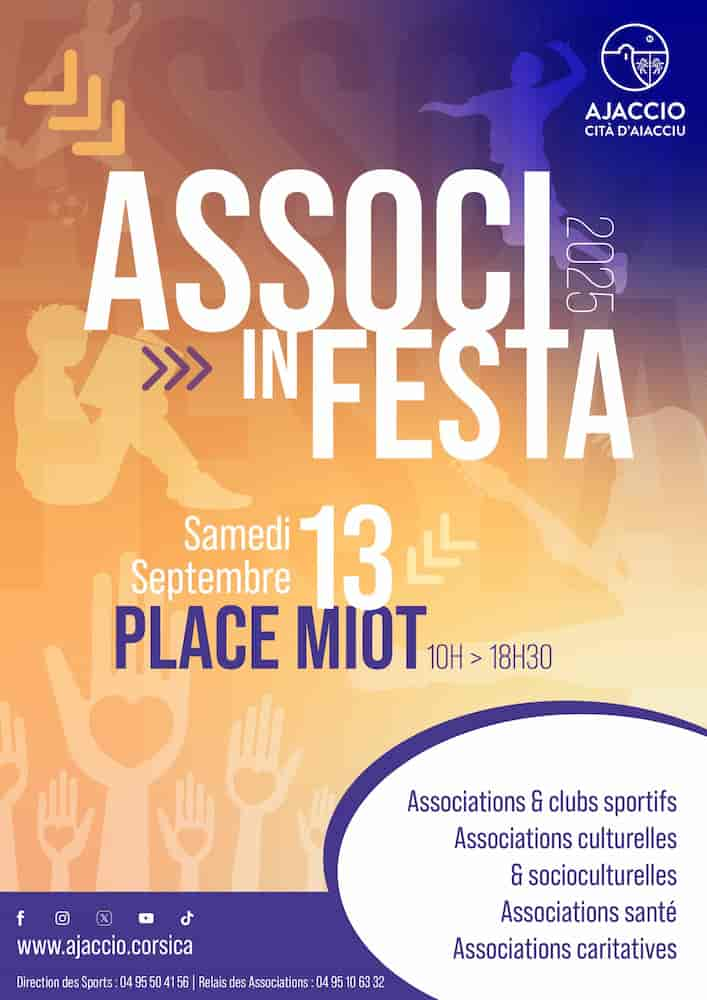 AJACCIO
CITÀ D'AIACCIU
ASSOCI
2025
IN FESTA
Samedi
Septembre
13
PLACE MIOT
10H > 18H30
Associations & clubs sportifs
Associations culturelles
& socioculturelles
Associations santé
Associations caritatives
www.ajaccio.corsica
Direction des Sports : 04 95 50 41 56 | Relais des Associations : 04 95 10 63 32